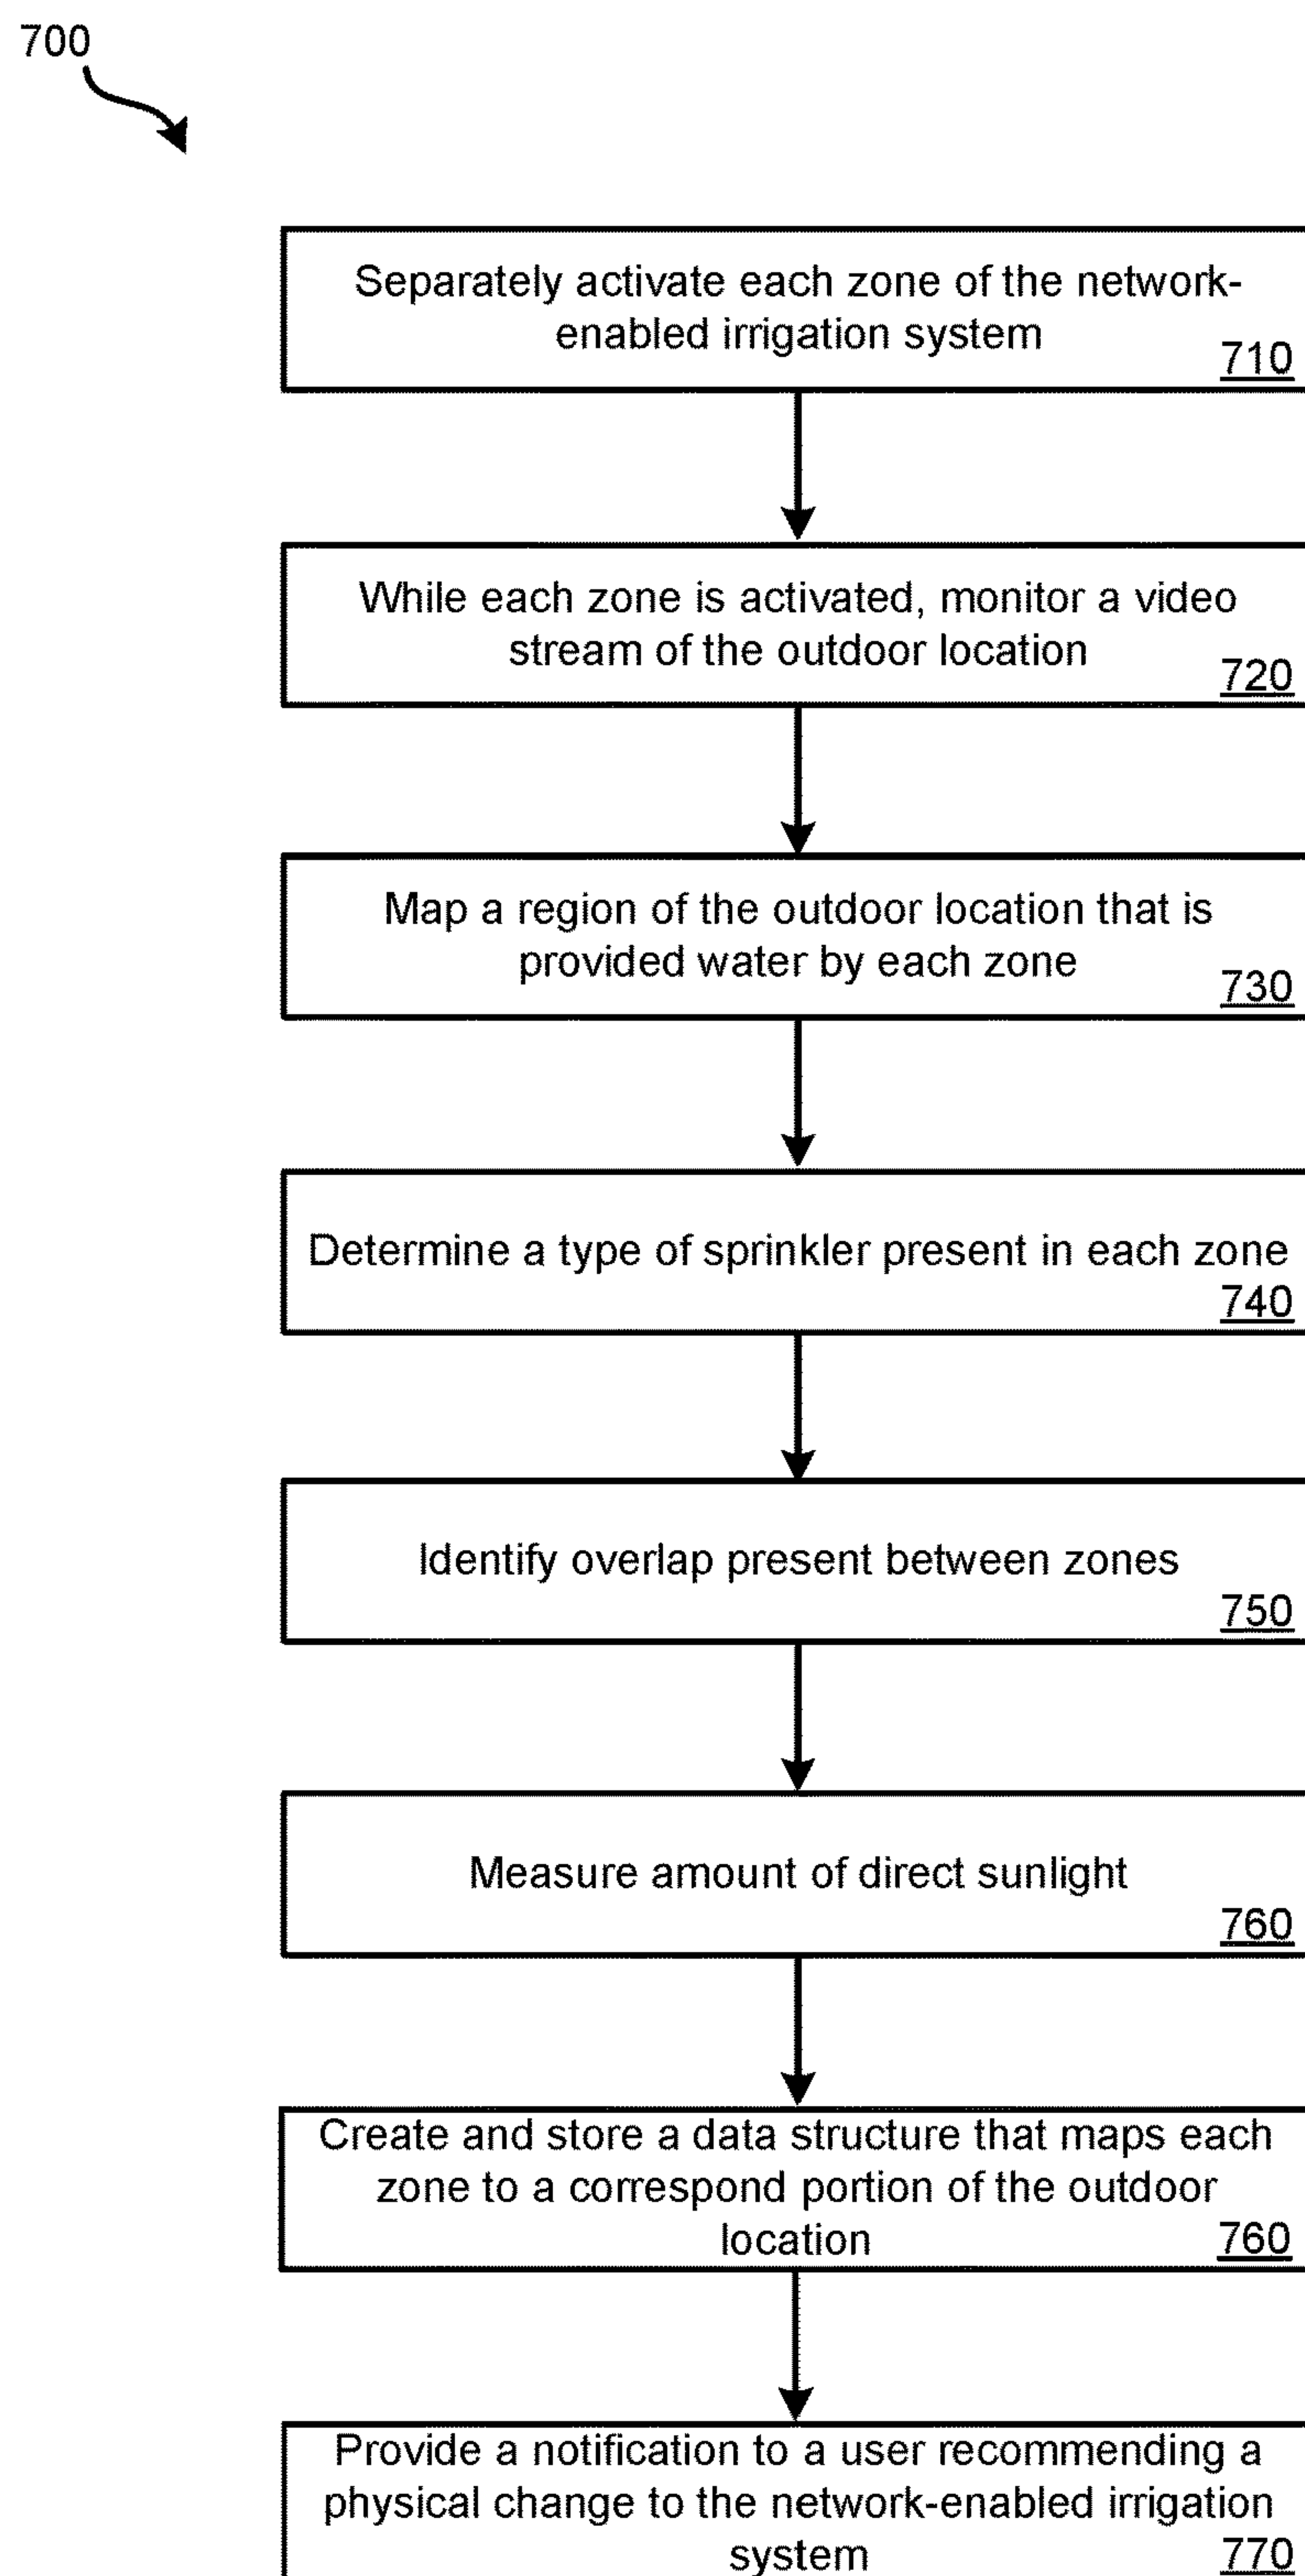 700
Separately activate each zone of the network-
enabled irrigation system
710
While each zone is activated, monitor a video
stream of the outdoor location
720
Map a region of the outdoor location that is
provided water by each zone
730
Determine a type of sprinkler present in each zone
740
Identify overlap present between zones
750
Measure amount of direct sunlight
760
Create and store a data structure that maps each
zone to a correspond portion of the outdoor
location
760
Provide a notification to a user recommending a
physical change to the network-enabled irrigation
system
770